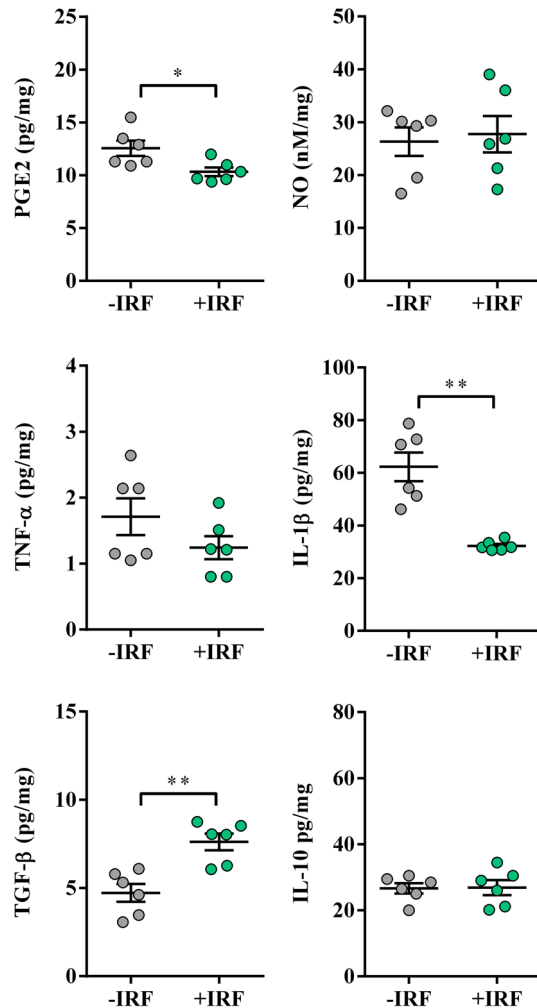 PGE2 (pg/mg)
25
20
15
10
5
0
*
-IRF +IRF
NO (nM/mg)
50
40
30
20
10
0
-IRF +IRF
TNF-α (pg/mg)
4
3
2
1
0
-IRF +IRF
IL-1β (pg/mg)
100
80
60
40
20
0
**
-IRF +IRF
TGF-β (pg/mg)
15
10
5
0
**
-IRF +IRF
IL-10 pg/mg
80
60
40
20
0
-IRF +IRF